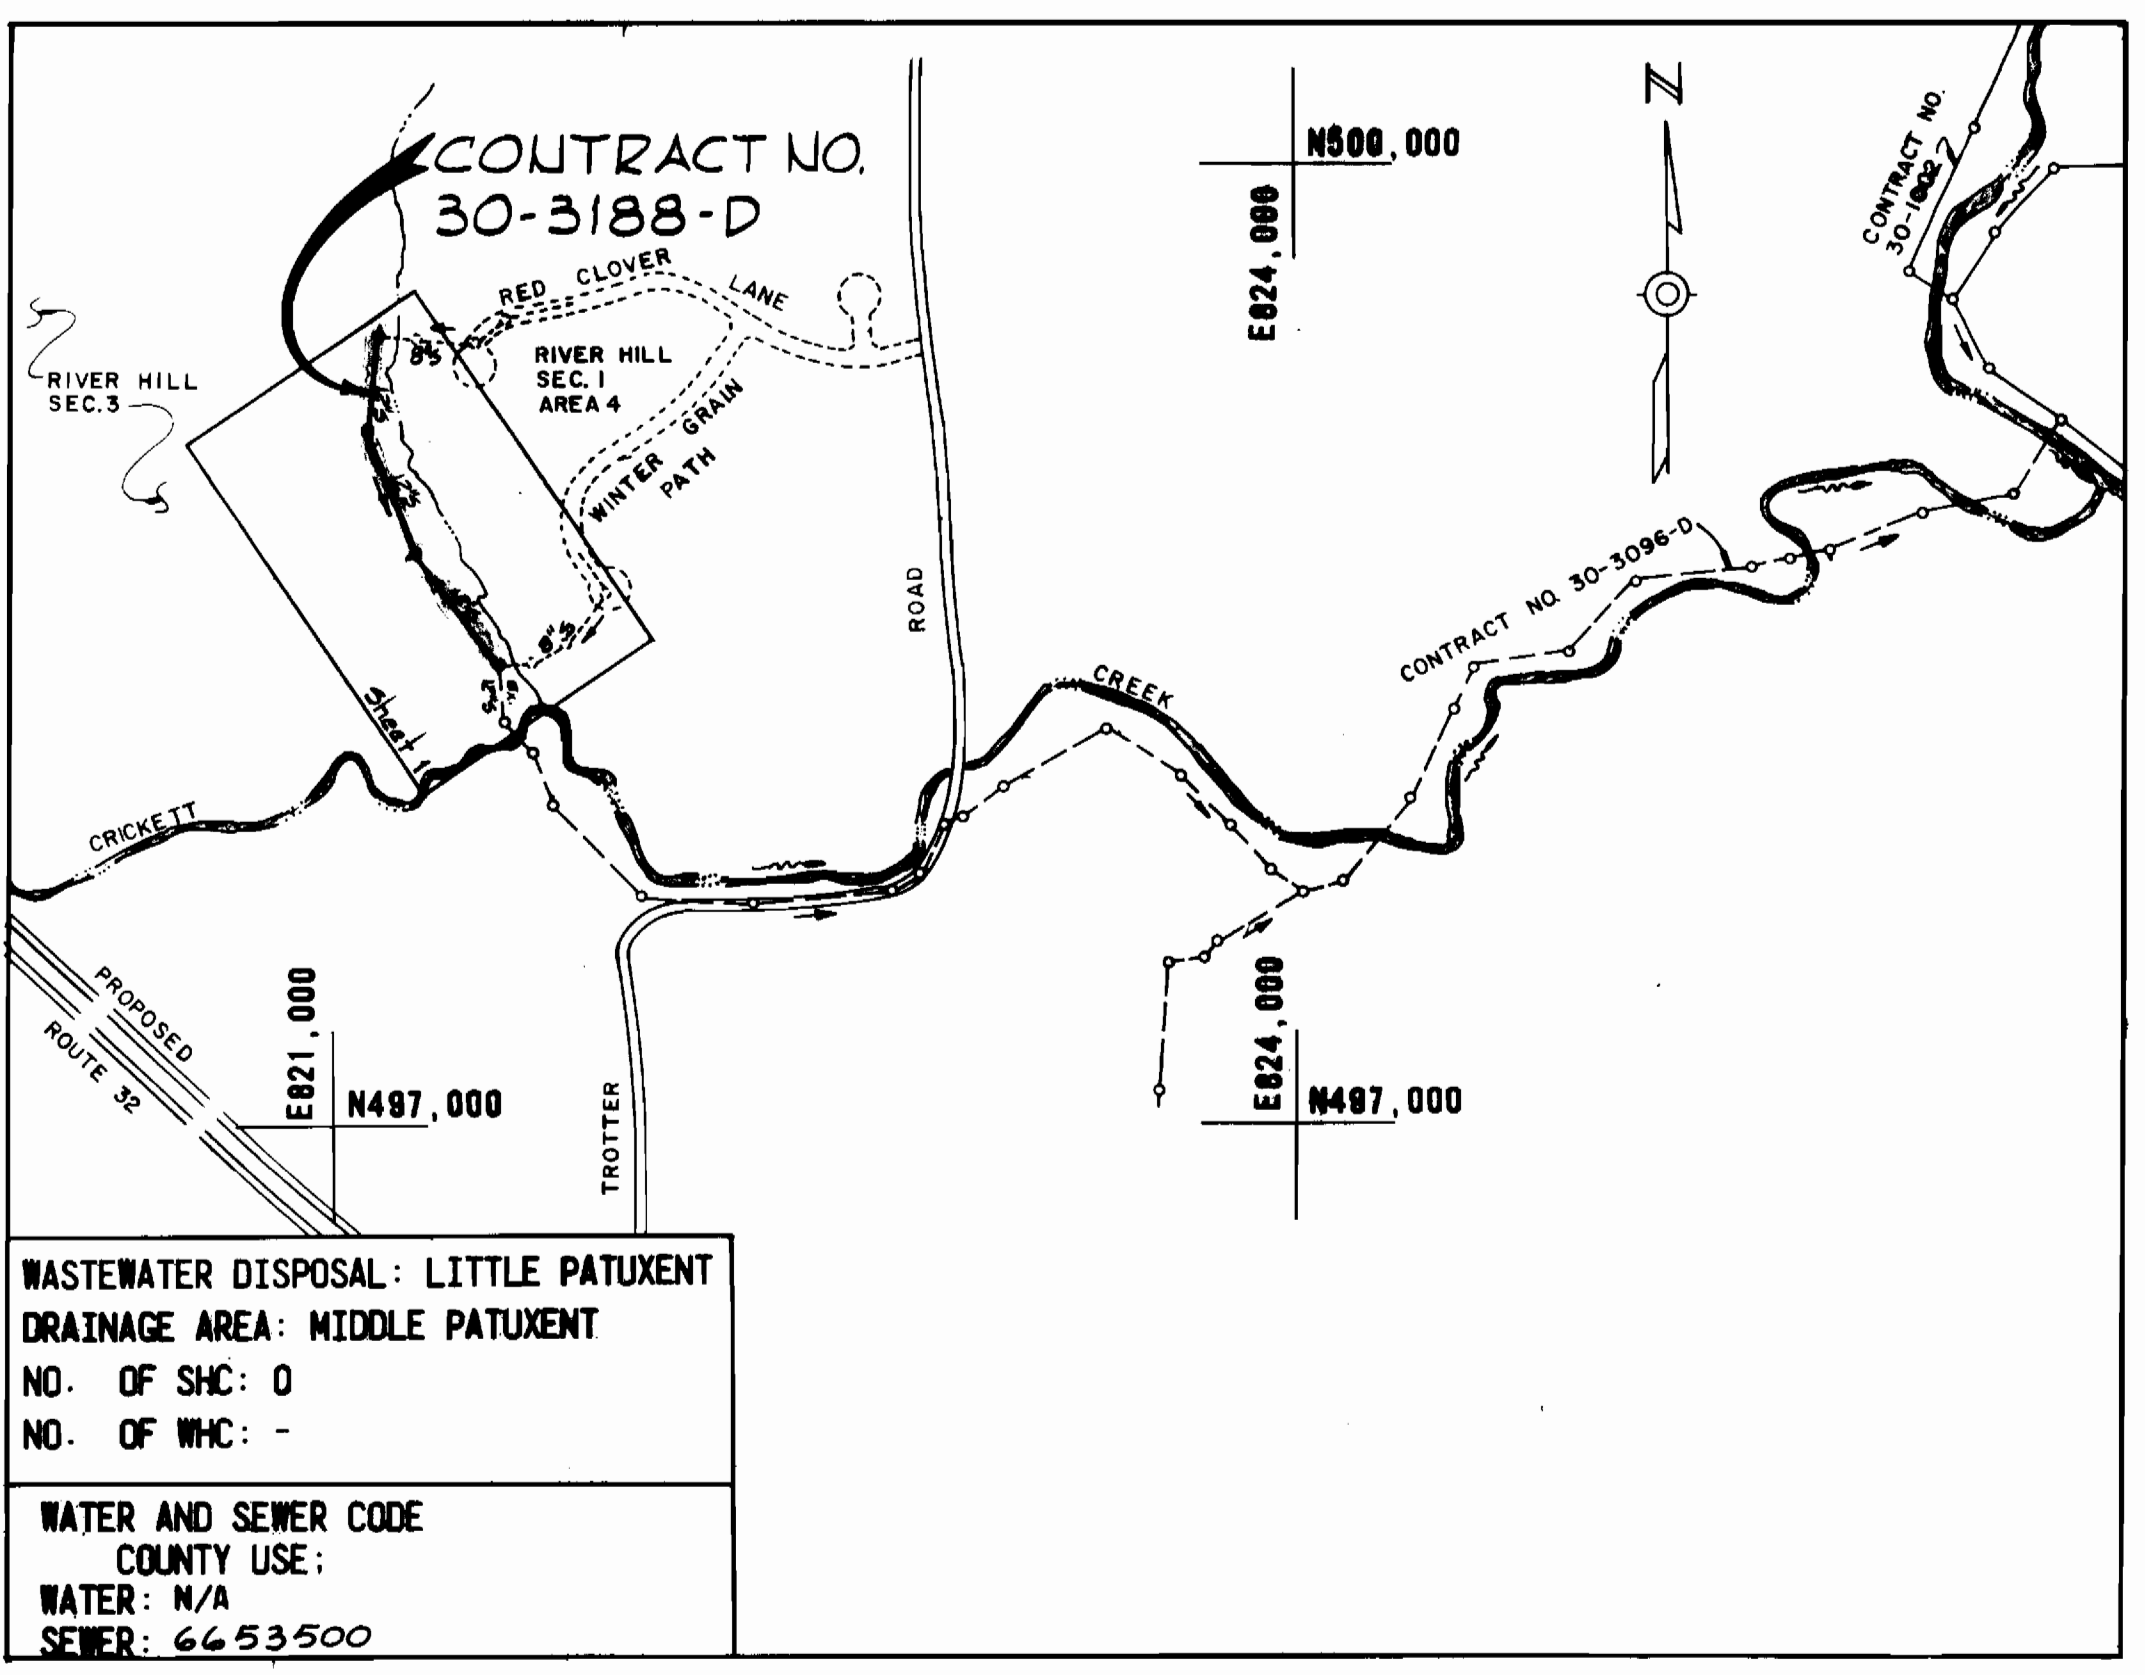 CONTRACT NO.
30-3188-D
N
CONTRACT NO.
30-1002
N500,000
E824,000
RED CLOVER LANE
RIVER HILL
SEC. 1
AREA 4
RIVER HILL
SEC. 3
WINTER GRAIN
PATH
8"S
8"S
Sheet 1
ROAD
CREEK
CONTRACT NO. 30-3096-D
CRICKETT
PROPOSED
ROUTE 32
E821,000
N497,000
TROTTER
E824,000
N497,000
WASTEWATER DISPOSAL: LITTLE PATUXENT
DRAINAGE AREA: MIDDLE PATUXENT
NO. OF SHC: 0
NO. OF WHC: -
WATER AND SEWER CODE
COUNTY USE;
WATER: N/A
SEWER: 6653500